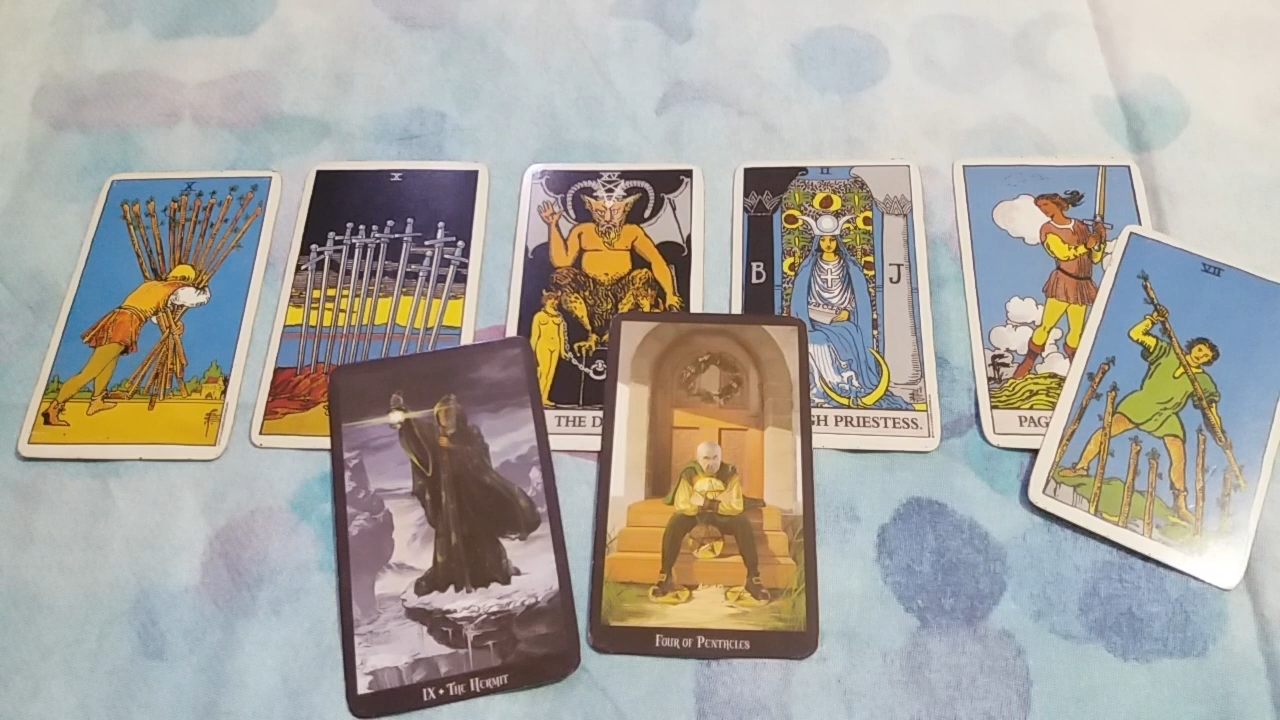 X
X
XV
II
B J
THE D
GH PRIESTESS.
PAG
VII
IX ♦ The Hermit
Four of Pentacles